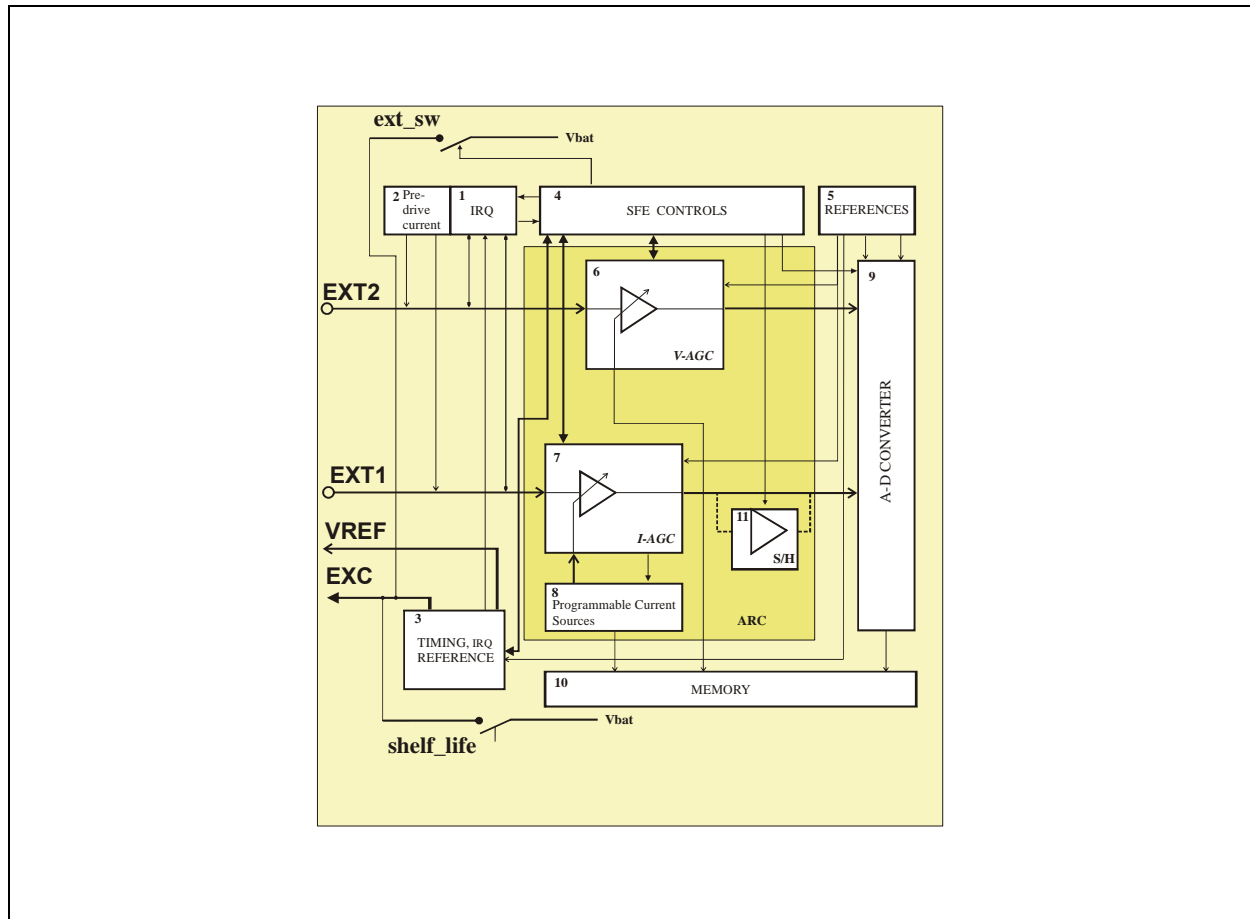 ext_sw
Vbat
2 Pre-
drive
current
1
IRQ
4
SFE CONTROLS
5
REFERENCES
6
V-AGC
9
A-D CONVERTER
EXT2
7
I-AGC
EXT1
11
S/H
VREF
EXC
8
Programmable Current
Sources
ARC
3
TIMING, IRQ
REFERENCE
10
MEMORY
Vbat
shelf_life